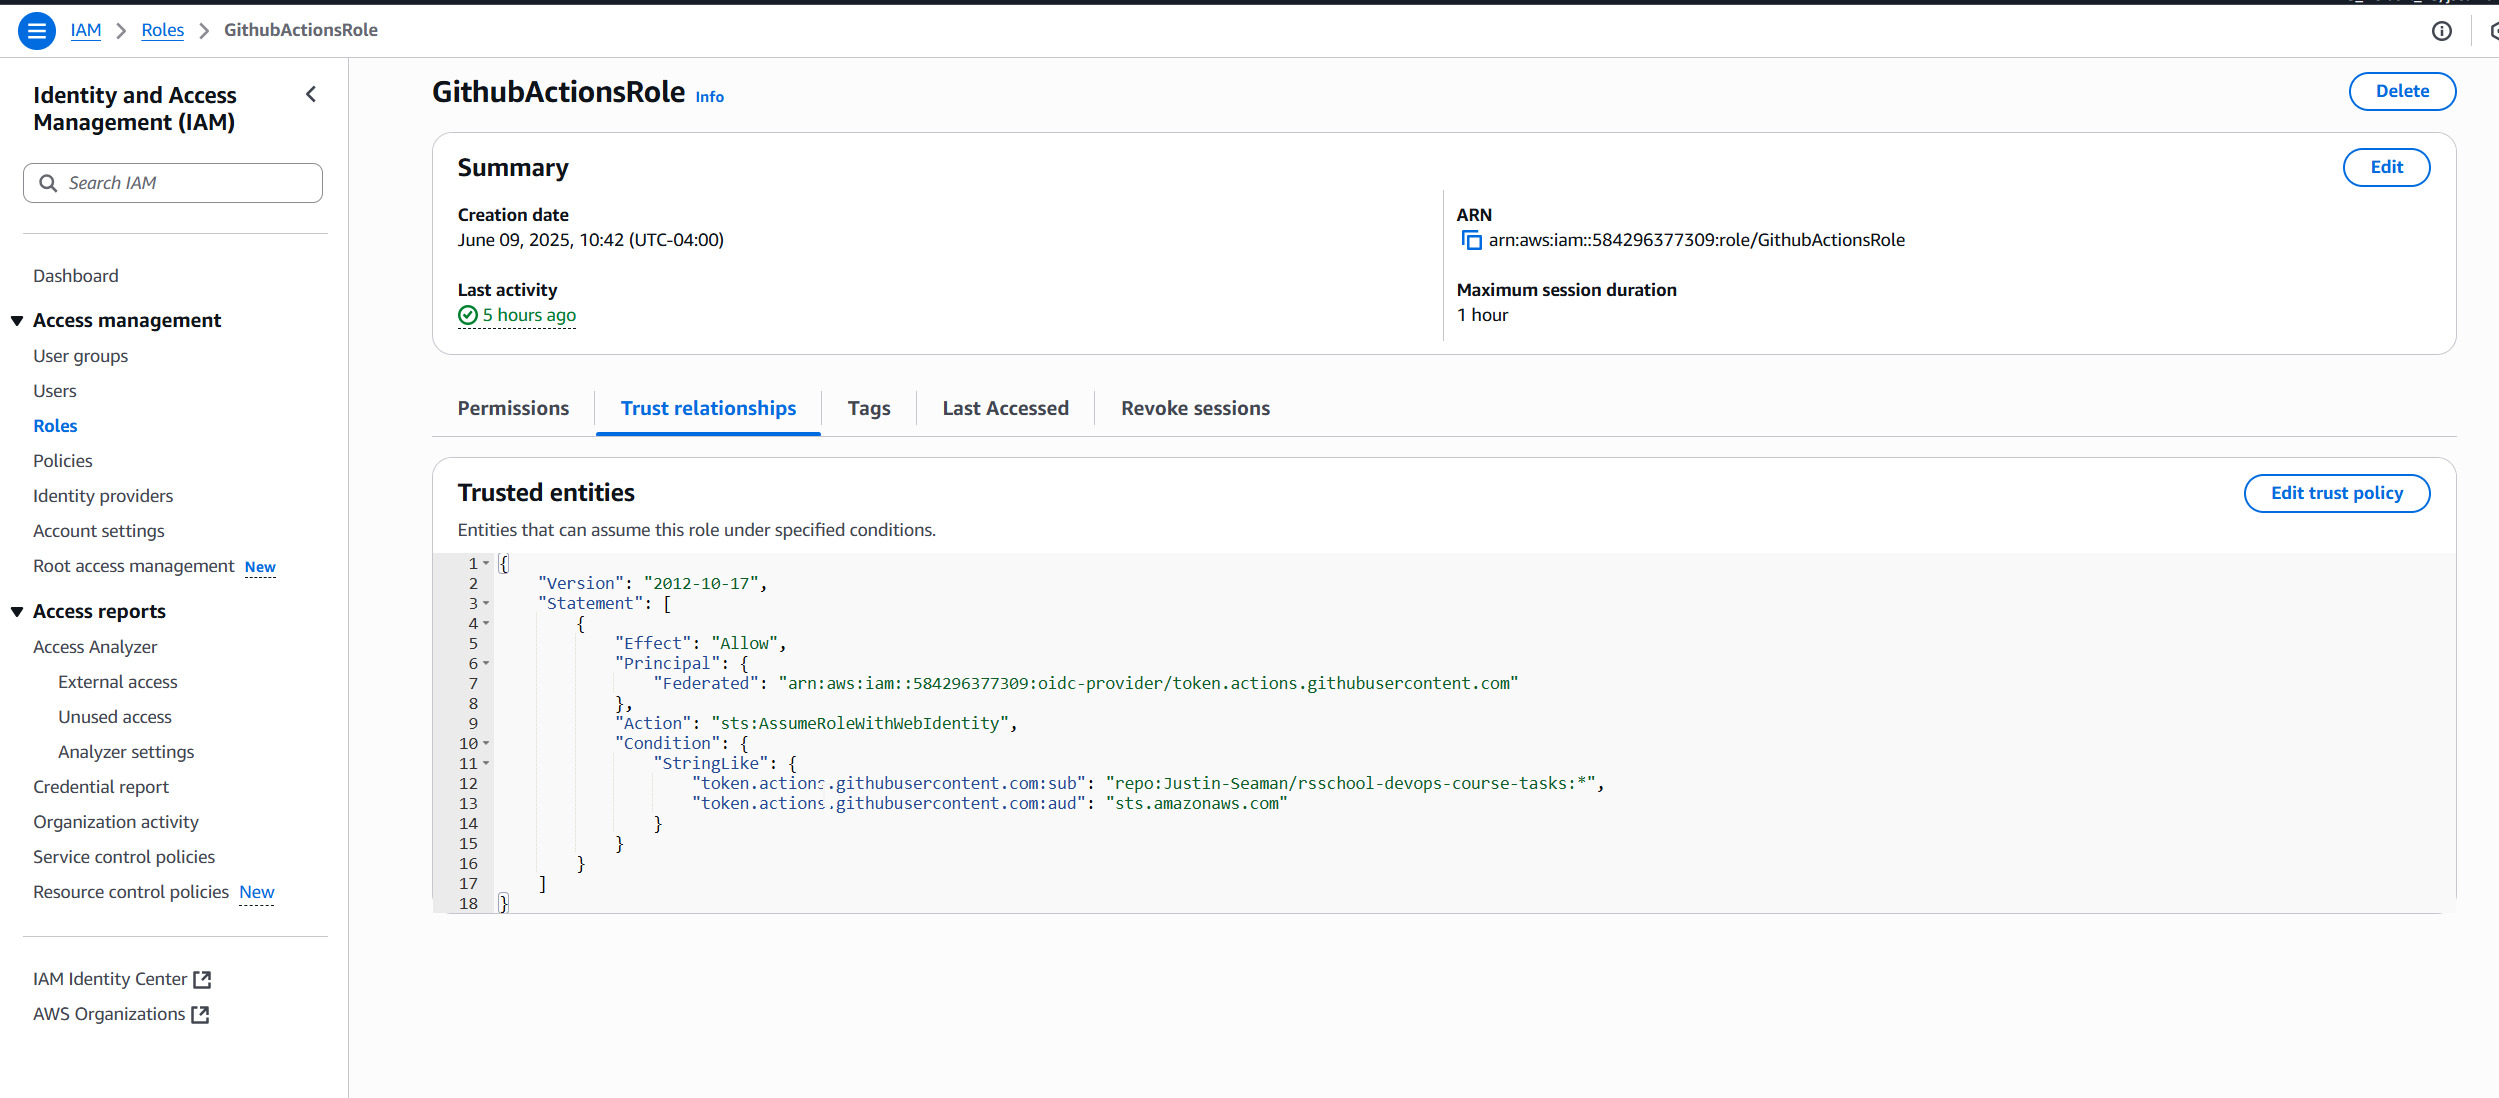 IAM > Roles > GithubActionsRole
Identity and Access
Management (IAM)
Search IAM
Dashboard
Access management
User groups
Users
Roles
Policies
Identity providers
Account settings
Root access management New
Access reports
Access Analyzer
External access
Unused access
Analyzer settings
Credential report
Organization activity
Service control policies
Resource control policies New
IAM Identity Center
AWS Organizations
GithubActionsRole Info
Delete
Summary
Edit
Creation date
June 09, 2025, 10:42 (UTC-04:00)
ARN
arn:aws:iam::584296377309:role/GithubActionsRole
Last activity
5 hours ago
Maximum session duration
1 hour
Permissions
Trust relationships
Tags
Last Accessed
Revoke sessions
Trusted entities
Edit trust policy
Entities that can assume this role under specified conditions.
1 {
2 "Version": "2012-10-17",
3 "Statement": [
4 {
5 "Effect": "Allow",
6 "Principal": {
7 "Federated": "arn:aws:iam::584296377309:oidc-provider/token.actions.githubusercontent.com"
8 },
9 "Action": "sts:AssumeRoleWithWebIdentity",
10 "Condition": {
11 "StringLike": {
12 "token.actions.githubusercontent.com:sub": "repo:Justin-Seaman/rsschool-devops-course-tasks:*",
13 "token.actions.githubusercontent.com:aud": "sts.amazonaws.com"
14 }
15 }
16 }
17 ]
18 }